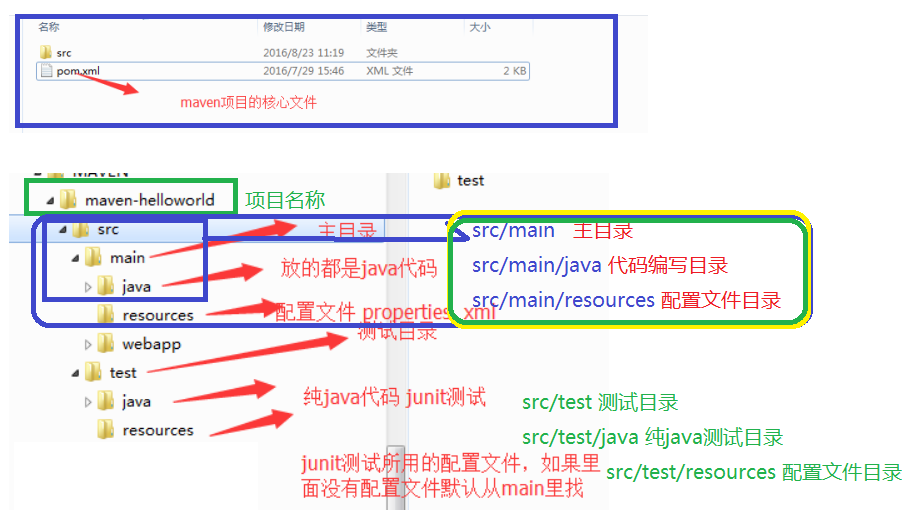 名称 修改日期 类型 大小
src 2016/8/23 11:19 文件夹
pom.xml 2016/7/29 15:46 XML 文件 2 KB
maven项目的核心文件
MAVEN
test
maven-helloworld 项目名称
src
主目录
src/main 主目录
main
放的都是java代码
src/main/java 代码编写目录
java
src/main/resources 配置文件目录
resources
配置文件 properties xml
测试目录
webapp
test
java
纯java代码 junit测试
src/test 测试目录
resources
src/test/java 纯java测试目录
junit测试所用的配置文件，如果里
面没有配置文件默认从main里找
src/test/resources 配置文件目录